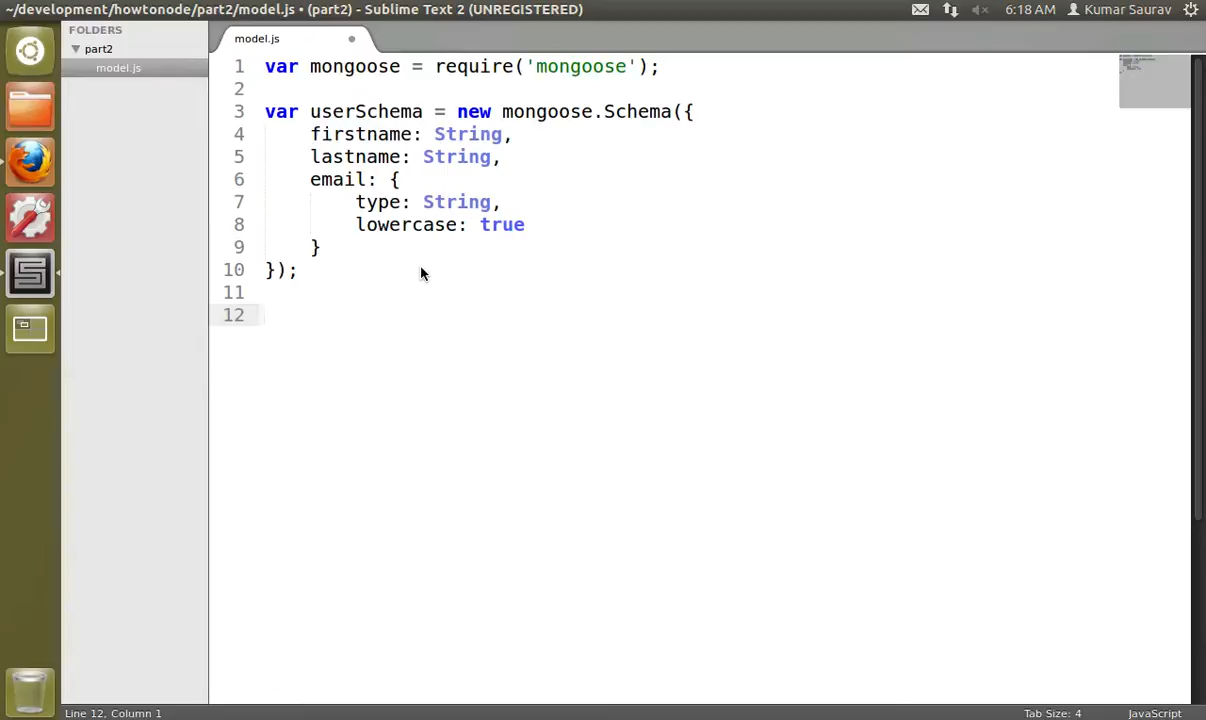 ~/development/howtonode/part2/model.js • (part2) - Sublime Text 2 (UNREGISTERED)
6:18 AM
Kumar Saurav
FOLDERS
part2
model.js
model.js
1 var mongoose = require('mongoose');
2
3 var userSchema = new mongoose.Schema({
4 firstname: String,
5 lastname: String,
6 email: {
7 type: String,
8 lowercase: true
9 }
10 });
11
12
Line 12, Column 1
Tab Size: 4
JavaScript